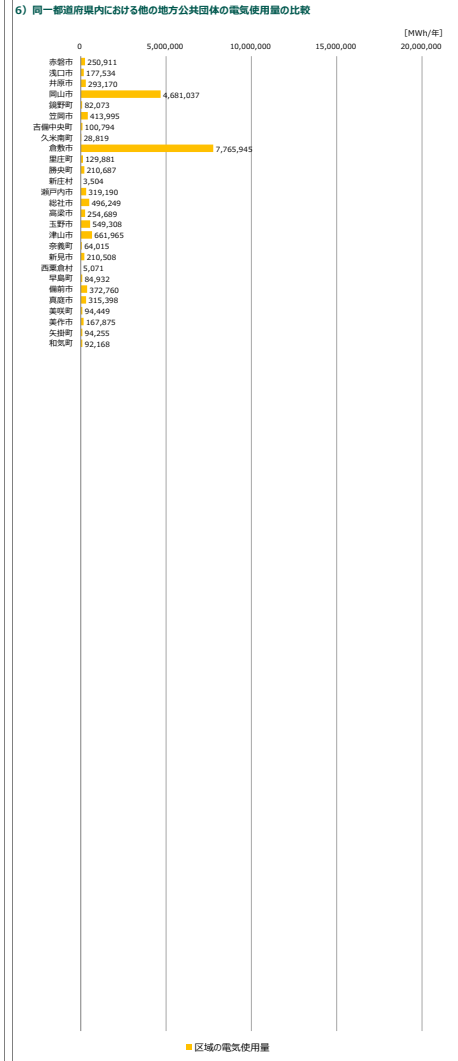 6）同一都道府県内における他の地方公共団体の電気使用量の比較
[MWh/年]
0 5,000,000 10,000,000 15,000,000 20,000,000
赤磐市 250,911
浅口市 177,534
井原市 293,170
岡山市 4,681,037
鏡野町 82,073
笠岡市 413,995
吉備中央町 100,794
久米南町 28,819
倉敷市 7,765,945
里庄町 129,881
勝央町 210,687
新庄村 3,504
瀬戸内市 319,190
総社市 496,249
高梁市 254,689
玉野市 549,308
津山市 661,965
奈義町 64,015
新見市 210,508
西粟倉村 5,071
早島町 84,932
備前市 372,760
真庭市 315,398
美咲町 94,449
美作市 167,875
矢掛町 94,255
和気町 92,168
区域の電気使用量